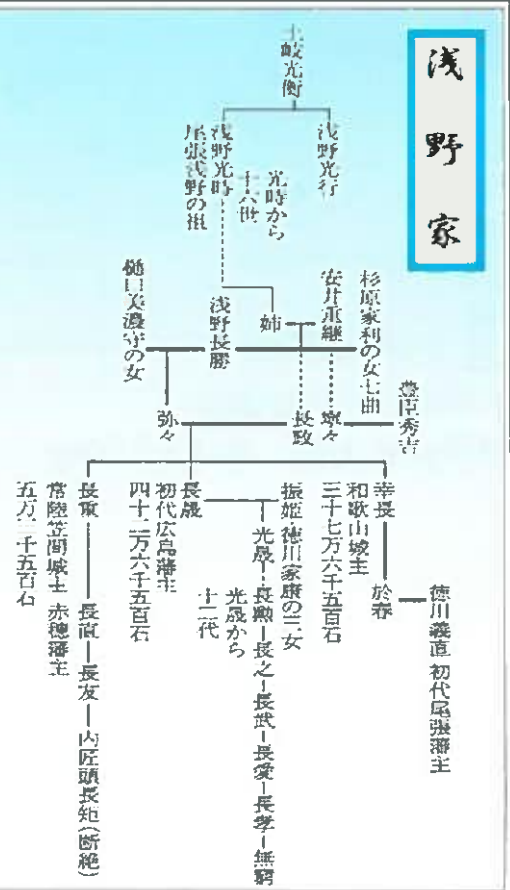 浅野家
土岐光衡
浅野光行
浅野光時
尾張浅野の祖
光時から
十六世
杉原家利の女七曲
安井重継
姉
浅野長勝
樋口美濃守の女
豊臣秀吉
寧々
長政
弥々
徳川義直 初代尾張藩主
於春
幸長
和歌山城主
三十七万六千五百石
振姫・徳川家康の三女
光晟―長勲―長之―長武―長愛―長孝―無窮
光晟から
十二代
長晟
初代広島藩主
四十二万六千五百石
長重―長直―長友―内匠頭長矩(断絶)
常陸笠間城主 赤穂藩主
五万三千五百石